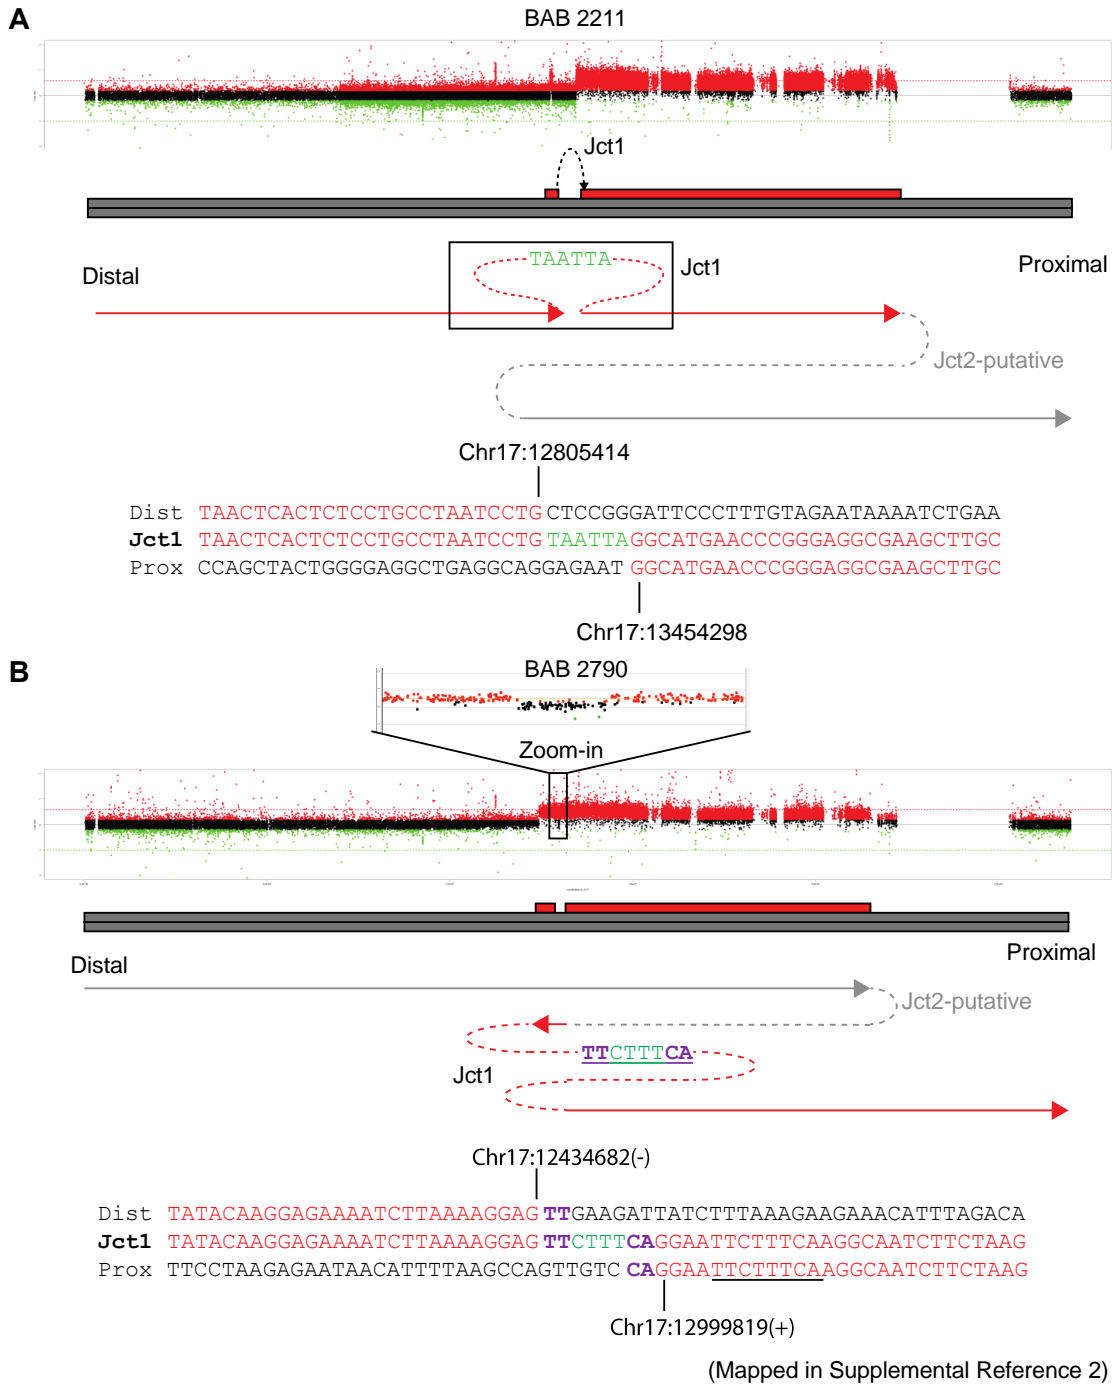 A
BAB 2211
Jct1
TAATTA
Jct1
Distal
Proximal
Jct2-putative
Chr17:12805414
Dist TAACTCACTCTCCTGCCTAATCCTG CTCCGGGATTCCCTTTGTAGAATAAAATCTGAA
Jct1 TAACTCACTCTCCTGCCTAATCCTG TAATTAGGCATGAACCCGGGAGGCGAAGCTTGC
Prox CCAGCTACTGGGGAGGCTGAGGCAGGAGAAT GGCATGAACCCGGGAGGCGAAGCTTGC
Chr17:13454298
B
BAB 2790
Zoom-in
Proximal
Distal
Jct2-putative
TTCTTTCA
Jct1
Chr17:12434682(-)
Dist TATACAAGGAGAAAATCTTAAAAGGAG TTGAAGATTATCTTTAAAGAAGAAACATTTAGACA
Jct1 TATACAAGGAGAAAATCTTAAAAGGAG TTCTTTCAGGAATTCTTTCAAGGCAATCTTCTAAG
Prox TTCCTAAGAGAATAACATTTTAAGCCAGTTGTC CAGGAATTCTTTCAAGGCAATCTTCTAAG
Chr17:12999819(+)
(Mapped in Supplemental Reference 2)